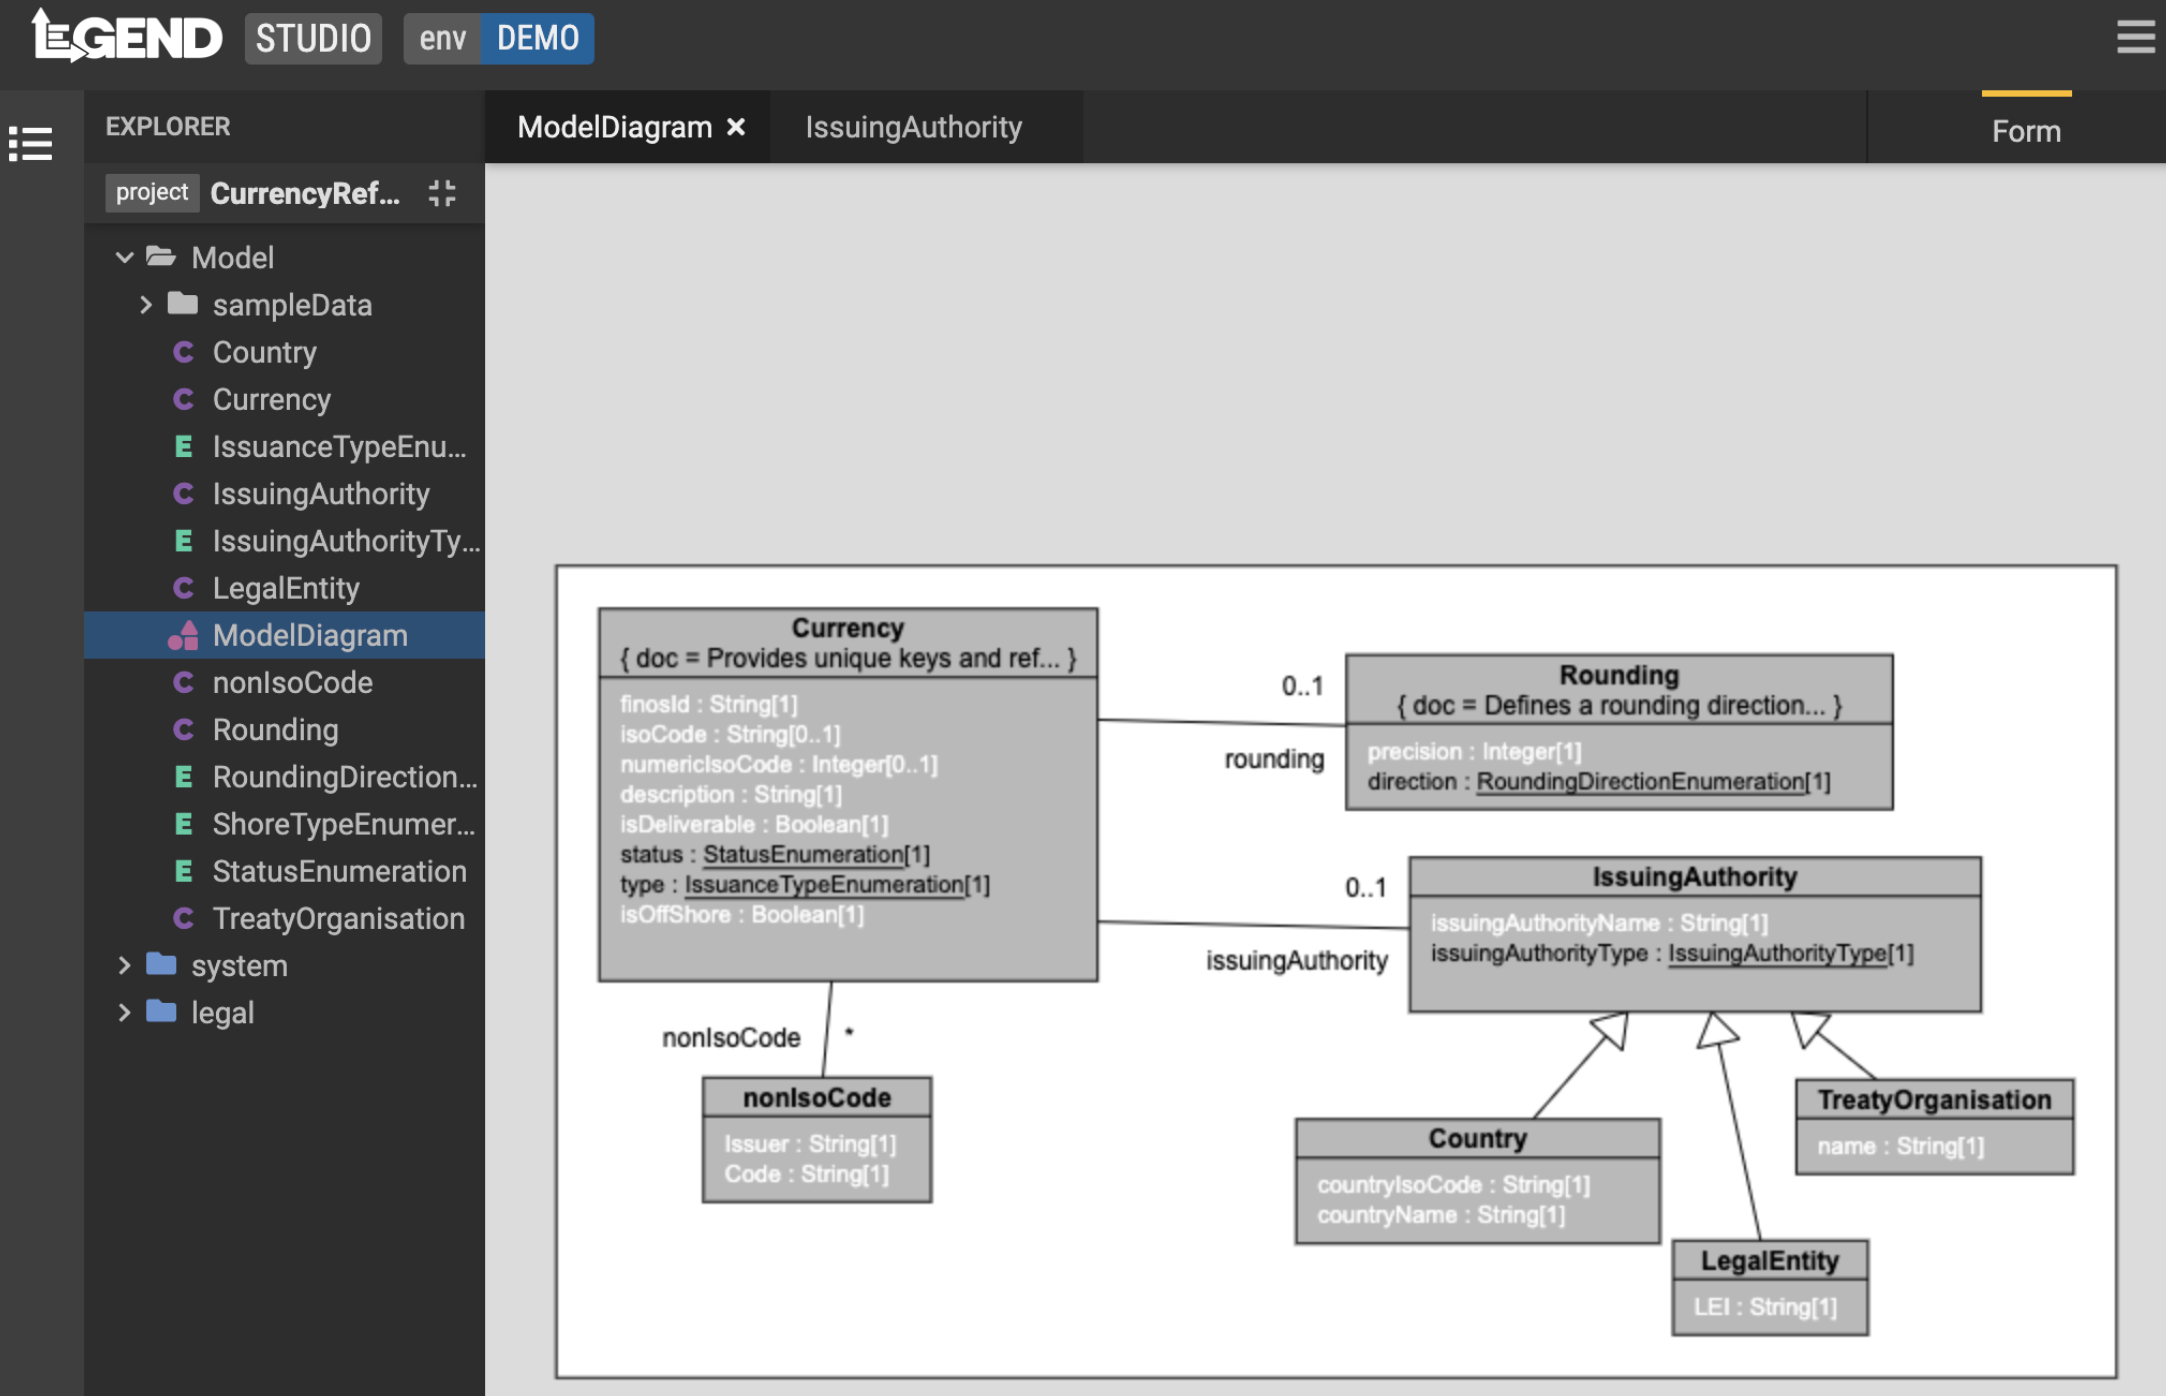 LEGEND STUDIO env DEMO
EXPLORER
ModelDiagram × IssuingAuthority
Form
project CurrencyRef...
Model
sampleData
C Country
C Currency
E IssuanceTypeEnu...
C IssuingAuthority
E IssuingAuthorityTy...
C LegalEntity
ModelDiagram
C nonIsoCode
C Rounding
E RoundingDirection...
E ShoreTypeEnumer...
E StatusEnumeration
C TreatyOrganisation
system
legal
Currency
{ doc = Provides unique keys and ref... }
finosId : String[1]
isoCode : String[0..1]
numericIsoCode : Integer[0..1]
description : String[1]
isDeliverable : Boolean[1]
status : StatusEnumeration[1]
type : IssuanceTypeEnumeration[1]
isOffShore : Boolean[1]
0..1
rounding
Rounding
{ doc = Defines a rounding direction... }
precision : Integer[1]
direction : RoundingDirectionEnumeration[1]
0..1
issuingAuthority
IssuingAuthority
issuingAuthorityName : String[1]
issuingAuthorityType : IssuingAuthorityType[1]
nonIsoCode *
nonIsoCode
Issuer : String[1]
Code : String[1]
Country
countryIsoCode : String[1]
countryName : String[1]
TreatyOrganisation
name : String[1]
LegalEntity
LEI : String[1]